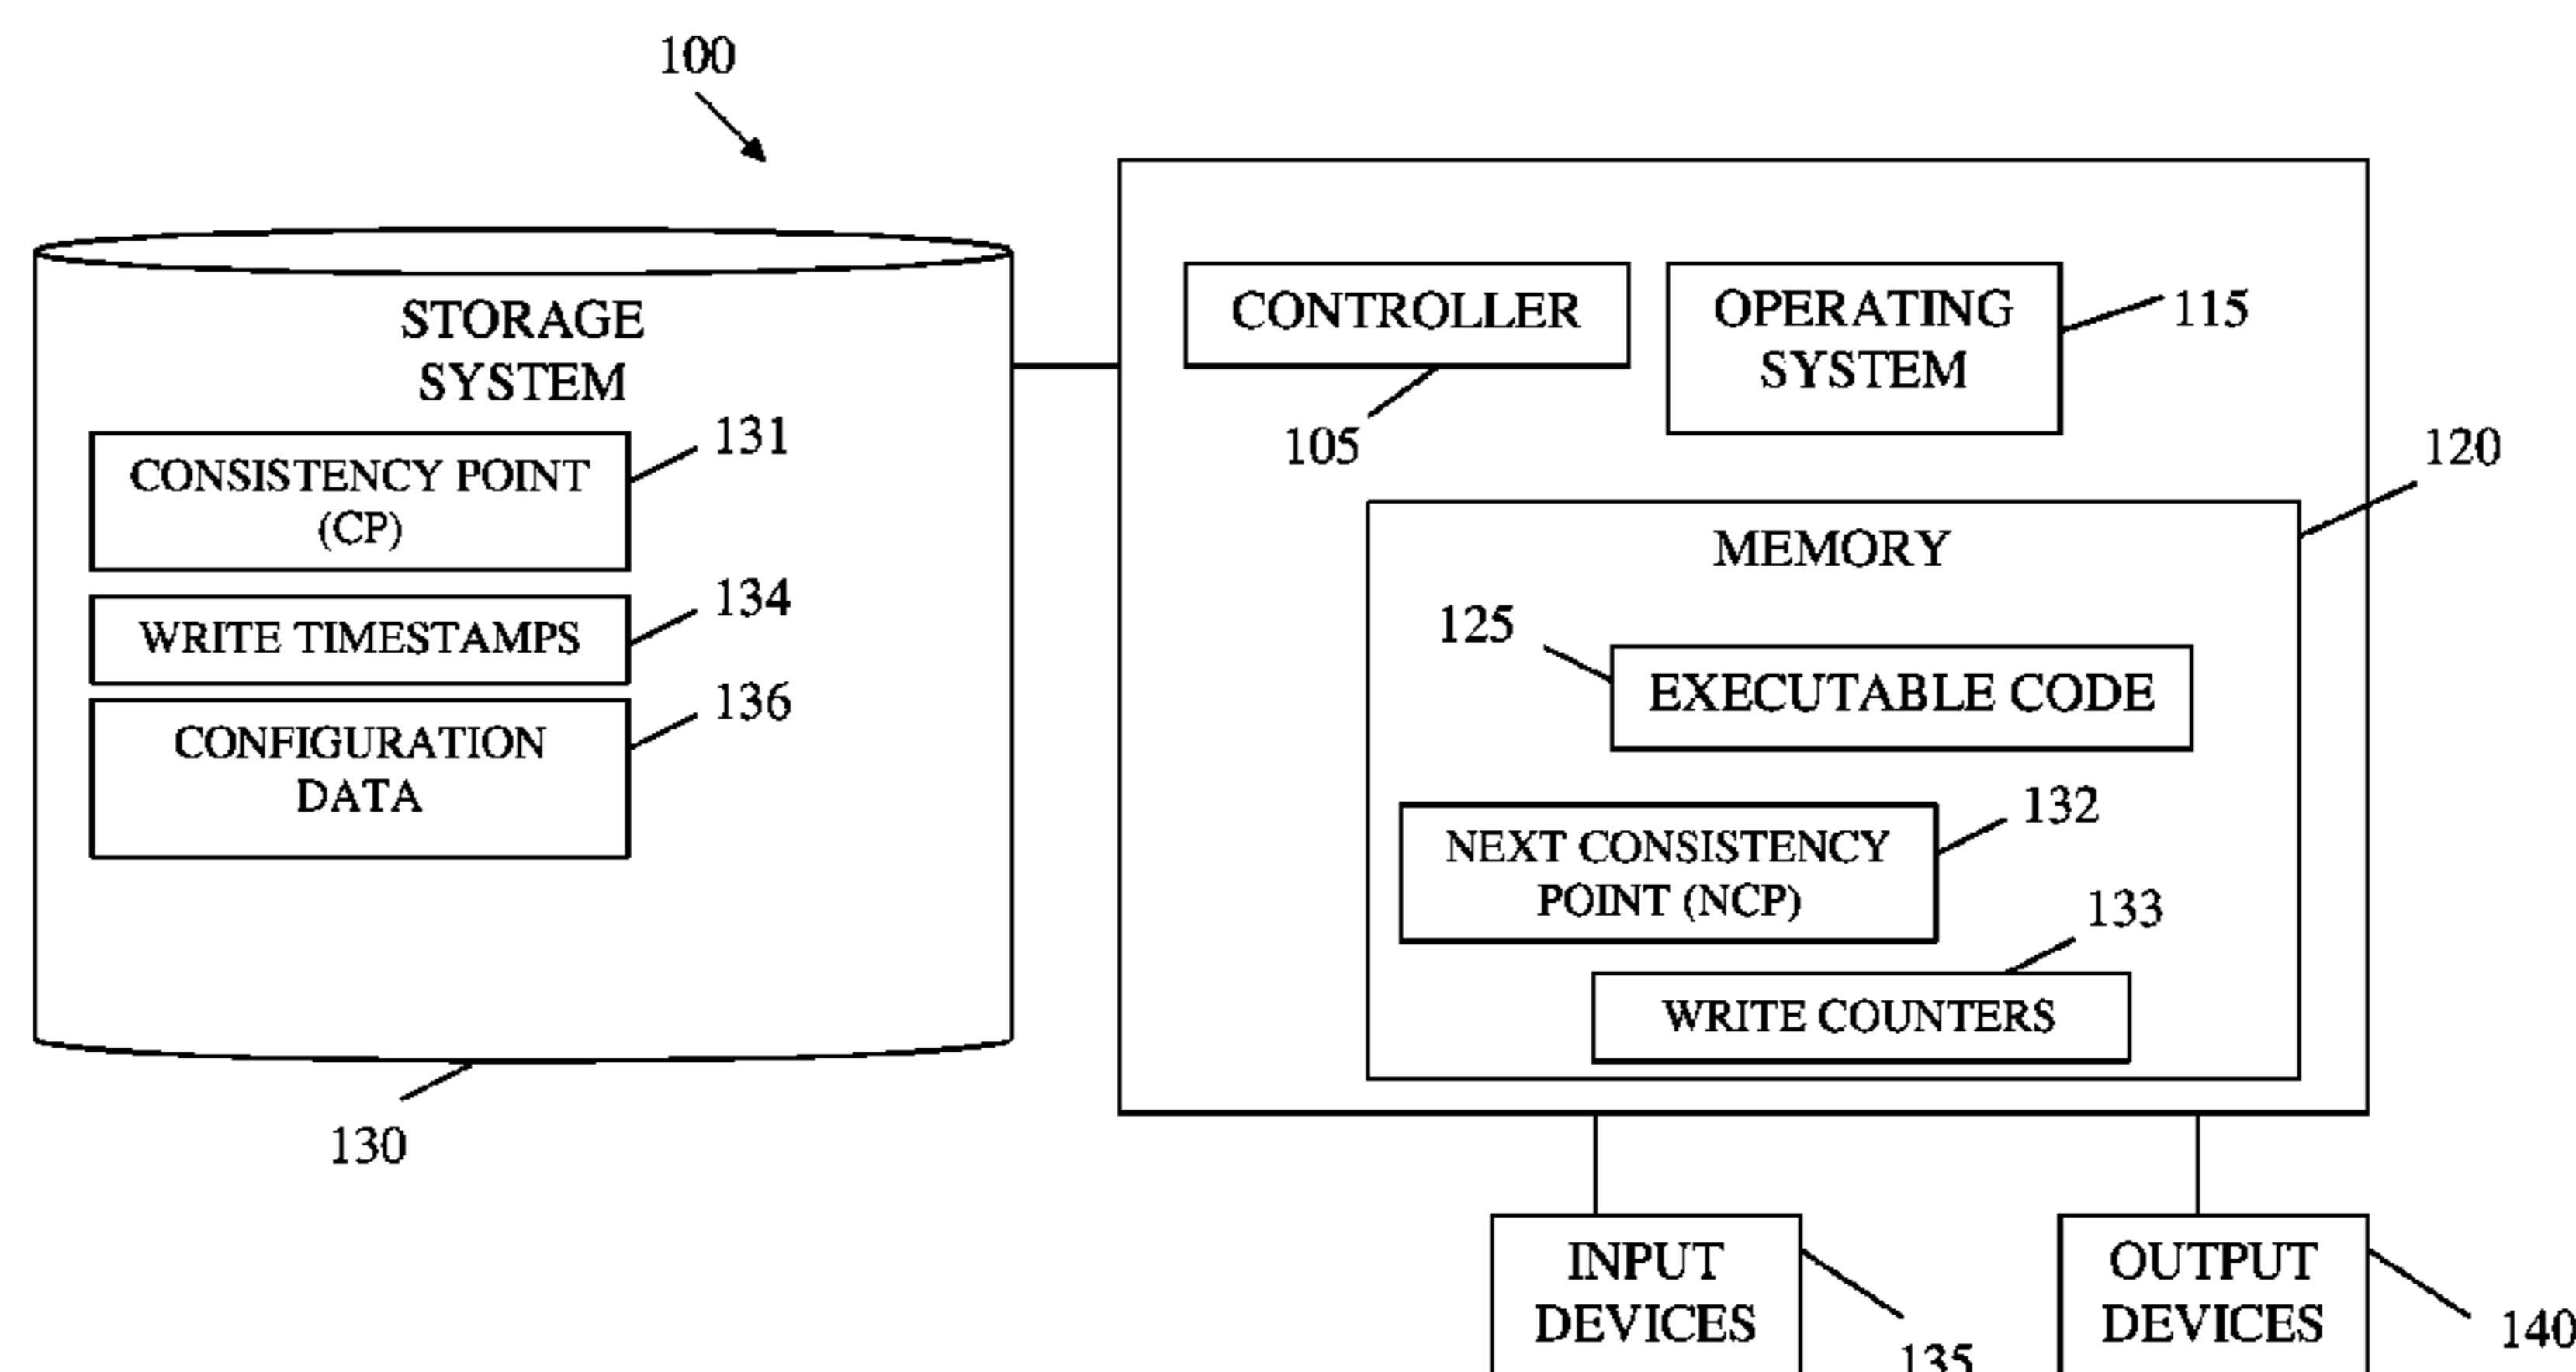 100
STORAGE
SYSTEM
CONSISTENCY POINT
(CP)
131
WRITE TIMESTAMPS
134
CONFIGURATION
DATA
136
130
CONTROLLER
105
OPERATING
SYSTEM
115
120
MEMORY
125
EXECUTABLE CODE
NEXT CONSISTENCY
POINT (NCP)
132
133
WRITE COUNTERS
INPUT
DEVICES
135
OUTPUT
DEVICES
140